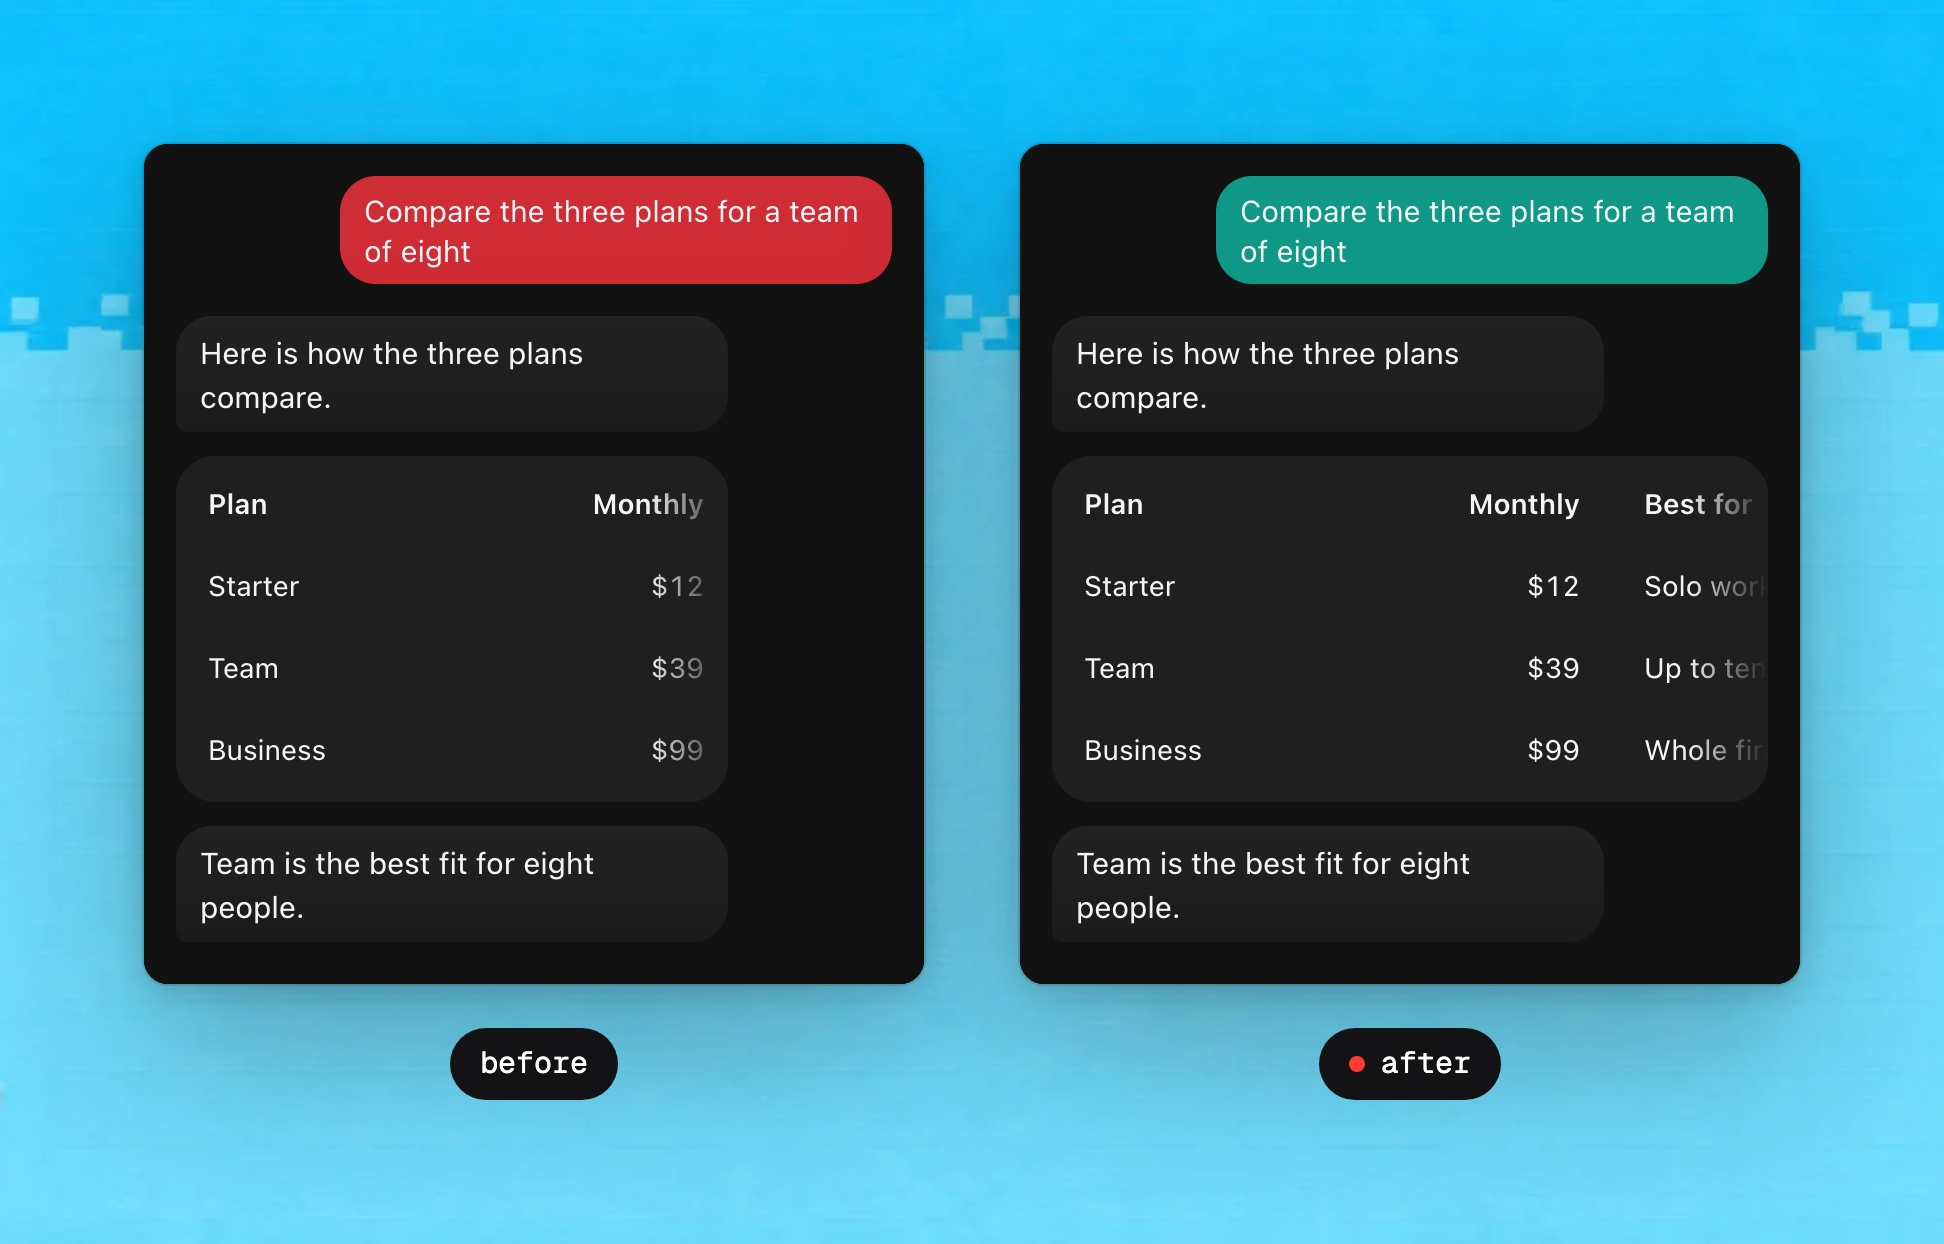 Compare the three plans for a team
of eight
Here is how the three plans
compare.
Plan Monthly
Starter $12
Team $39
Business $99
Team is the best fit for eight
people.
before
Compare the three plans for a team
of eight
Here is how the three plans
compare.
Plan Monthly Best for
Starter $12 Solo
Team $39 Up to ten
Business $99 Whole
Team is the best fit for eight
people.
after